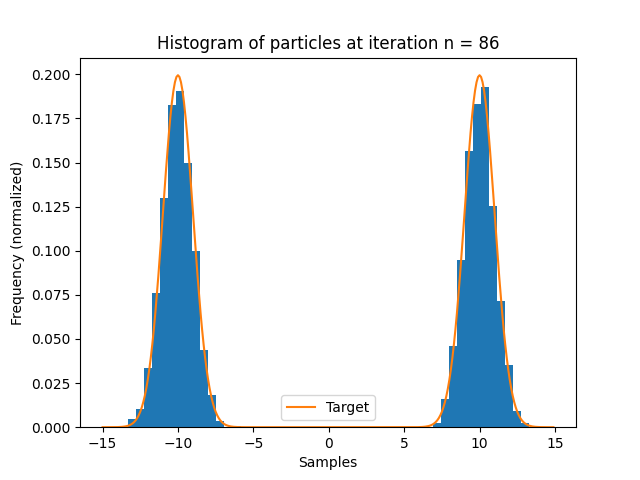 Histogram of particles at iteration n = 86
Frequency (normalized)
0.200
0.175
0.150
0.125
0.100
0.075
0.050
0.025
0.000
Target
−15 −10 −5 0 5 10 15
Samples